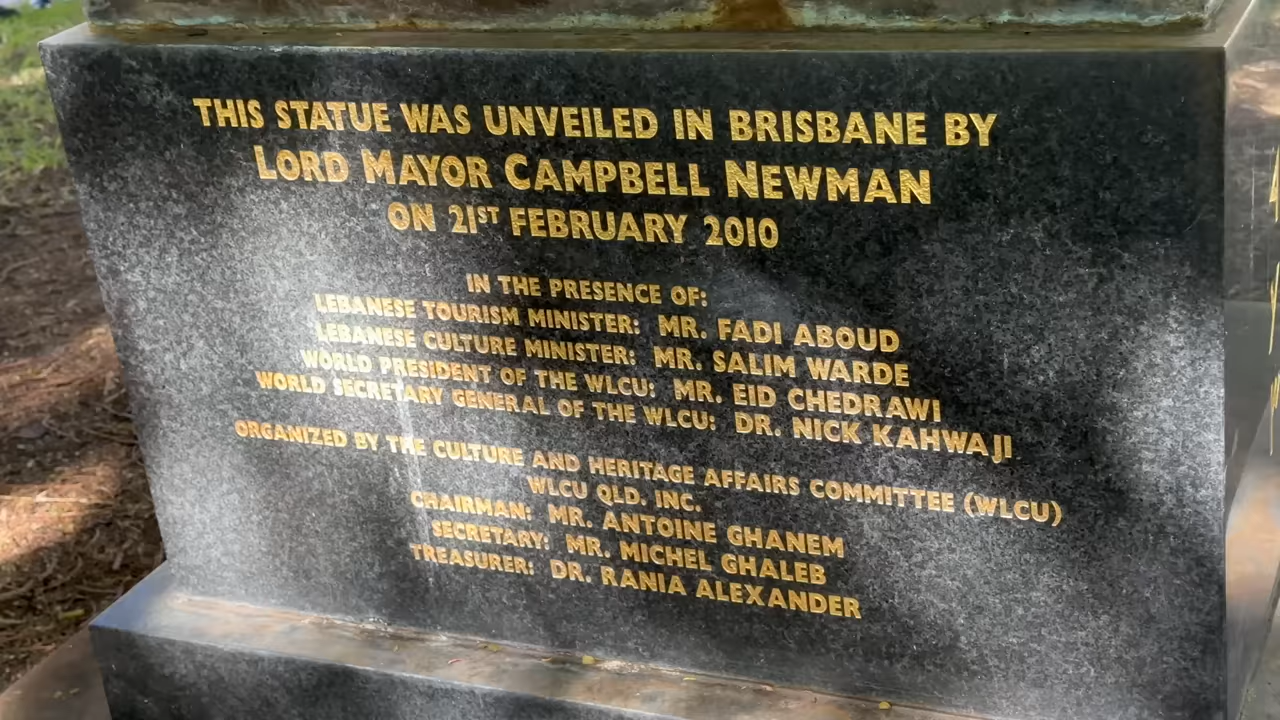 THIS STATUE WAS UNVEILED IN BRISBANE BY
LORD MAYOR CAMPBELL NEWMAN
ON 21ST FEBRUARY 2010
IN THE PRESENCE OF:
LEBANESE TOURISM MINISTER: MR. FADI ABOUD
LEBANESE CULTURE MINISTER: MR. SALIM WARDE
WORLD PRESIDENT OF THE WLCU: MR. EID CHEDRAWI
WORLD SECRETARY GENERAL OF THE WLCU: DR. NICK KAHWAJI
ORGANIZED BY THE CULTURE AND HERITAGE AFFAIRS COMMITTEE (WLCU)
WLCU QLD. INC.
CHAIRMAN: MR. ANTOINE GHANEM
SECRETARY: MR. MICHEL GHALEB
TREASURER: DR. RANIA ALEXANDER